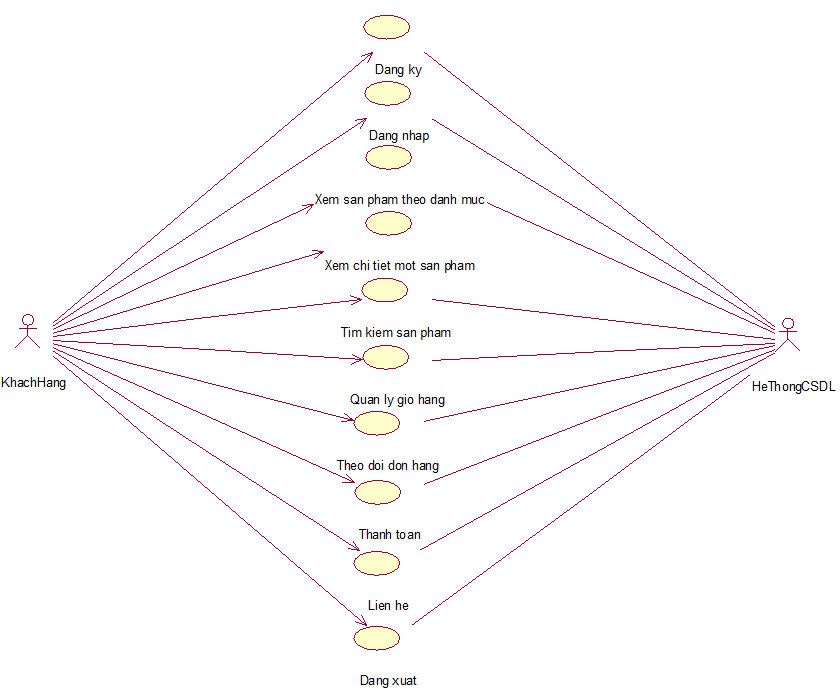 Dang ky
Dang nhap
Xem san pham theo danh muc
Xem chi tiet mot san pham
Tim kiem san pham
KhachHang
HeThongCSDL
Quan ly gio hang
Theo doi don hang
Thanh toan
Lien he
Dang xuat